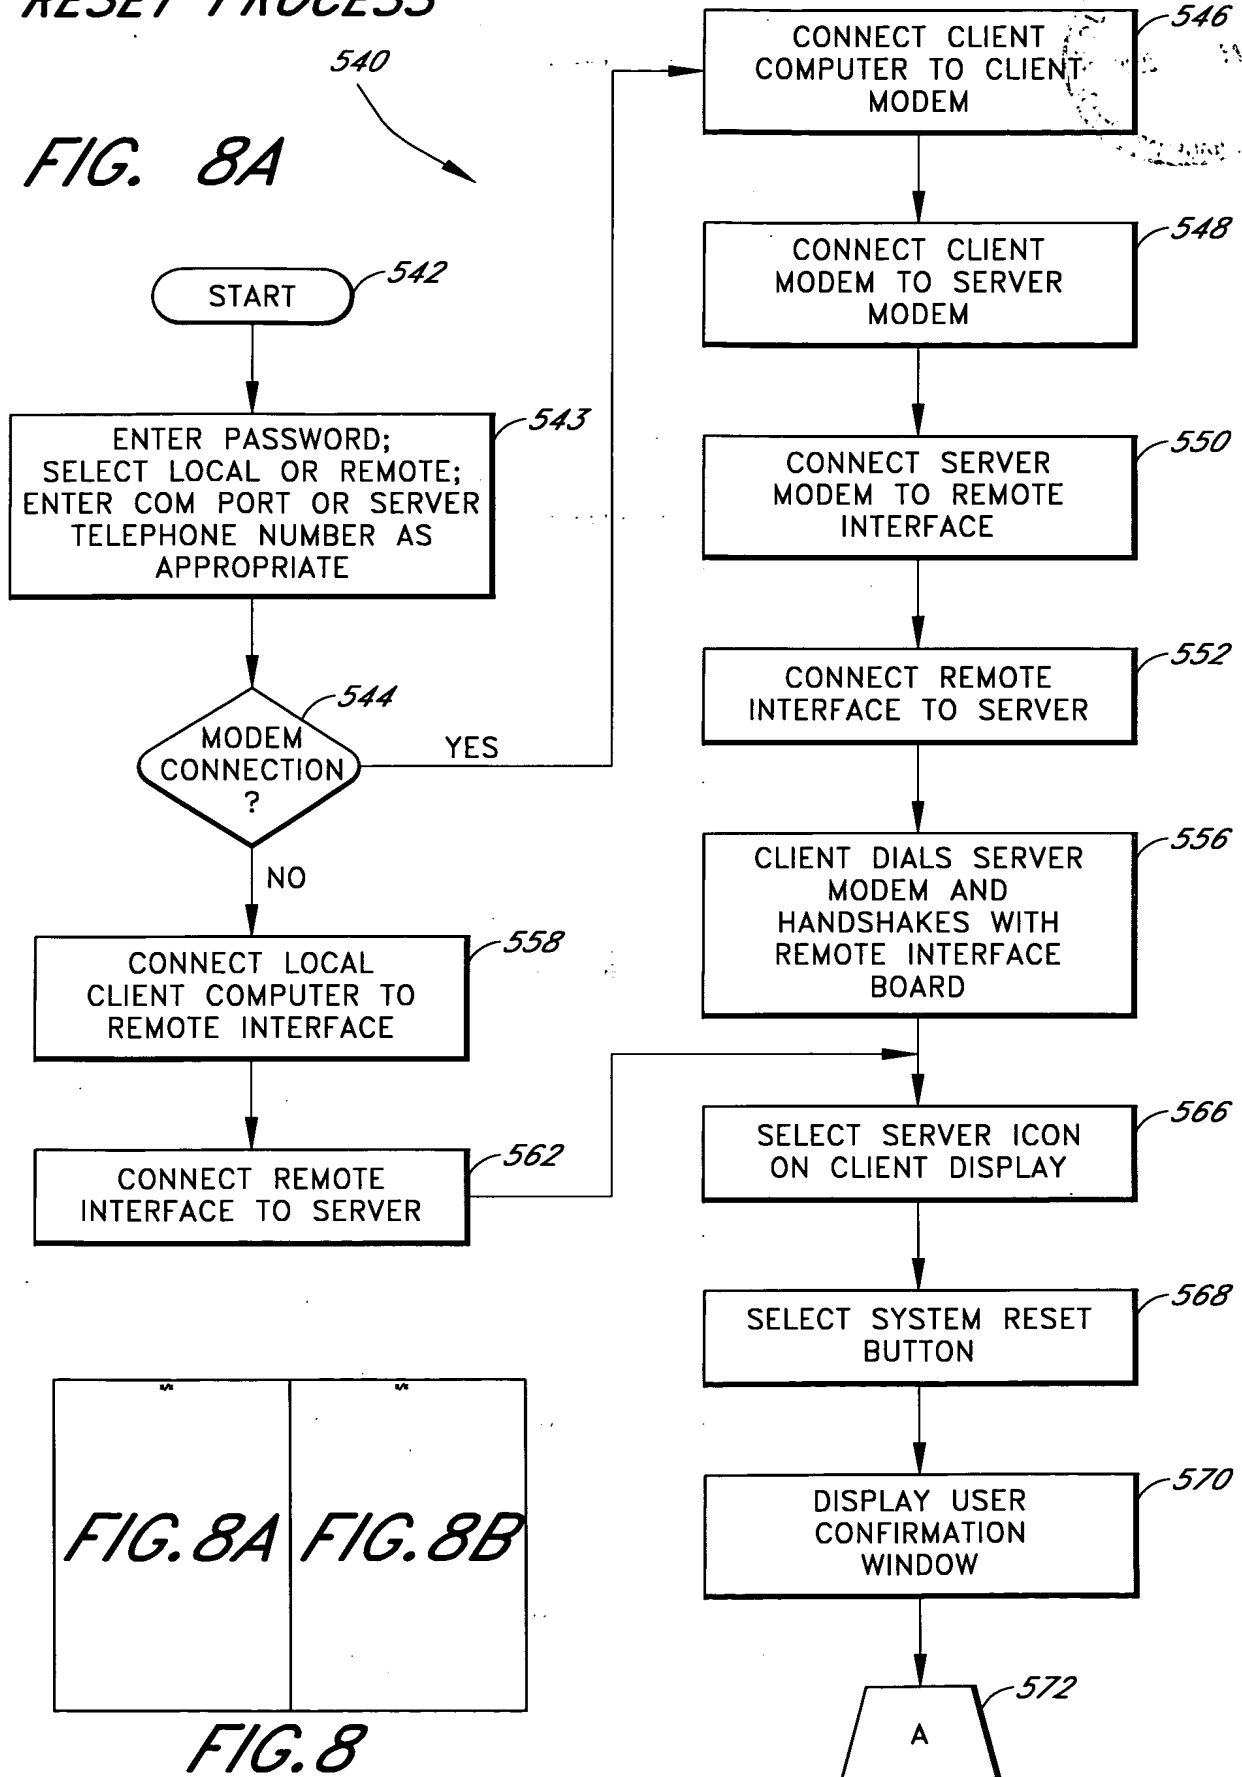 RESET PROCESS
540
FIG. 8A
START
542
ENTER PASSWORD;
SELECT LOCAL OR REMOTE;
ENTER COM PORT OR SERVER
TELEPHONE NUMBER AS
APPROPRIATE
543
MODEM
CONNECTION
?
544
YES
NO
CONNECT LOCAL
CLIENT COMPUTER TO
REMOTE INTERFACE
558
CONNECT REMOTE
INTERFACE TO SERVER
562
CONNECT CLIENT
COMPUTER TO CLIENT
MODEM
546
CONNECT CLIENT
MODEM TO SERVER
MODEM
548
CONNECT SERVER
MODEM TO REMOTE
INTERFACE
550
CONNECT REMOTE
INTERFACE TO SERVER
552
CLIENT DIALS SERVER
MODEM AND
HANDSHAKES WITH
REMOTE INTERFACE
BOARD
556
SELECT SERVER ICON
ON CLIENT DISPLAY
566
SELECT SYSTEM RESET
BUTTON
568
DISPLAY USER
CONFIRMATION
WINDOW
570
A
572
FIG.8A
FIG.8B
FIG.8